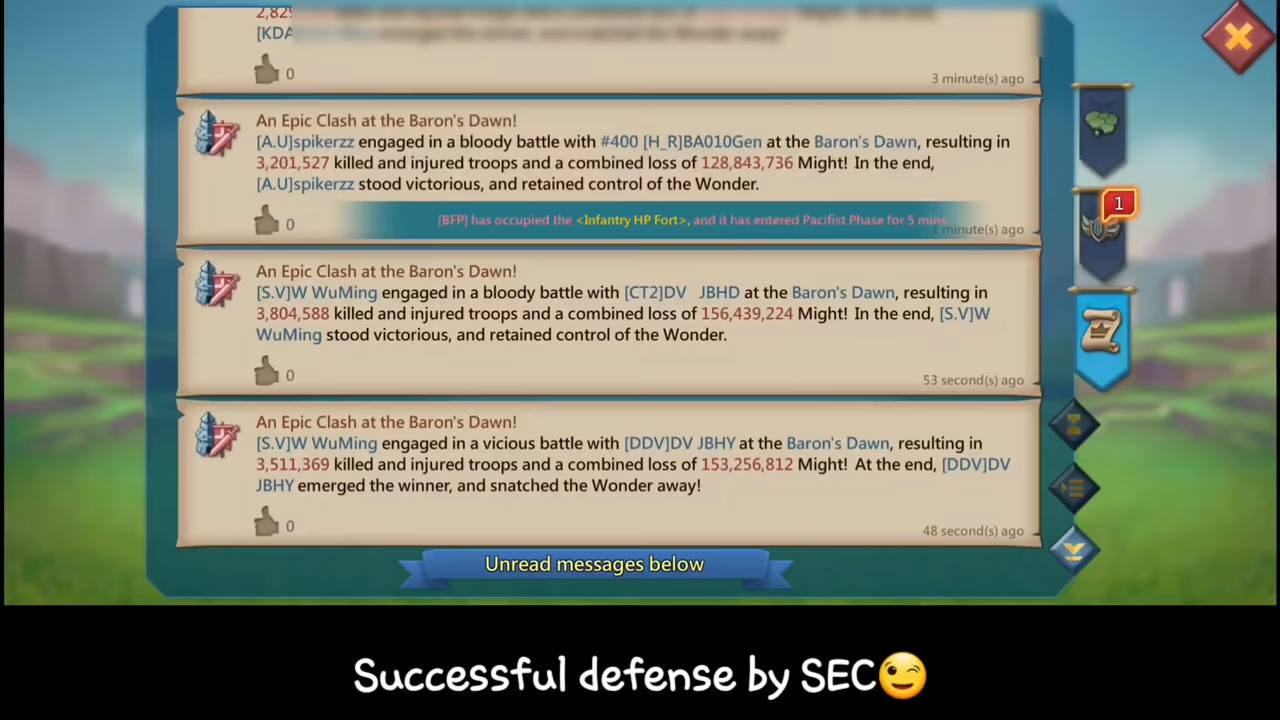 2,829
[KDA
0
3 minute(s) ago
An Epic Clash at the Baron's Dawn!
[A.U]spikerzz engaged in a bloody battle with #400 [H_R]BA010Gen at the Baron's Dawn, resulting in
3,201,527 killed and injured troops and a combined loss of 128,843,736 Might! In the end,
[A.U]spikerzz stood victorious, and retained control of the Wonder.
[BFP] has occupied the <Infantry HP Fort>, and it has entered Pacifist Phase for 5 mins
0
minute(s) ago
1
An Epic Clash at the Baron's Dawn!
[S.V]W WuMing engaged in a bloody battle with [CT2]DV JBHD at the Baron's Dawn, resulting in
3,804,588 killed and injured troops and a combined loss of 156,439,224 Might! In the end, [S.V]W
WuMing stood victorious, and retained control of the Wonder.
0
53 second(s) ago
An Epic Clash at the Baron's Dawn!
[S.V]W WuMing engaged in a vicious battle with [DDV]DV JBHY at the Baron's Dawn, resulting in
3,511,369 killed and injured troops and a combined loss of 153,256,812 Might! At the end, [DDV]DV
JBHY emerged the winner, and snatched the Wonder away!
0
48 second(s) ago
Unread messages below
Successful defense by SEC😉